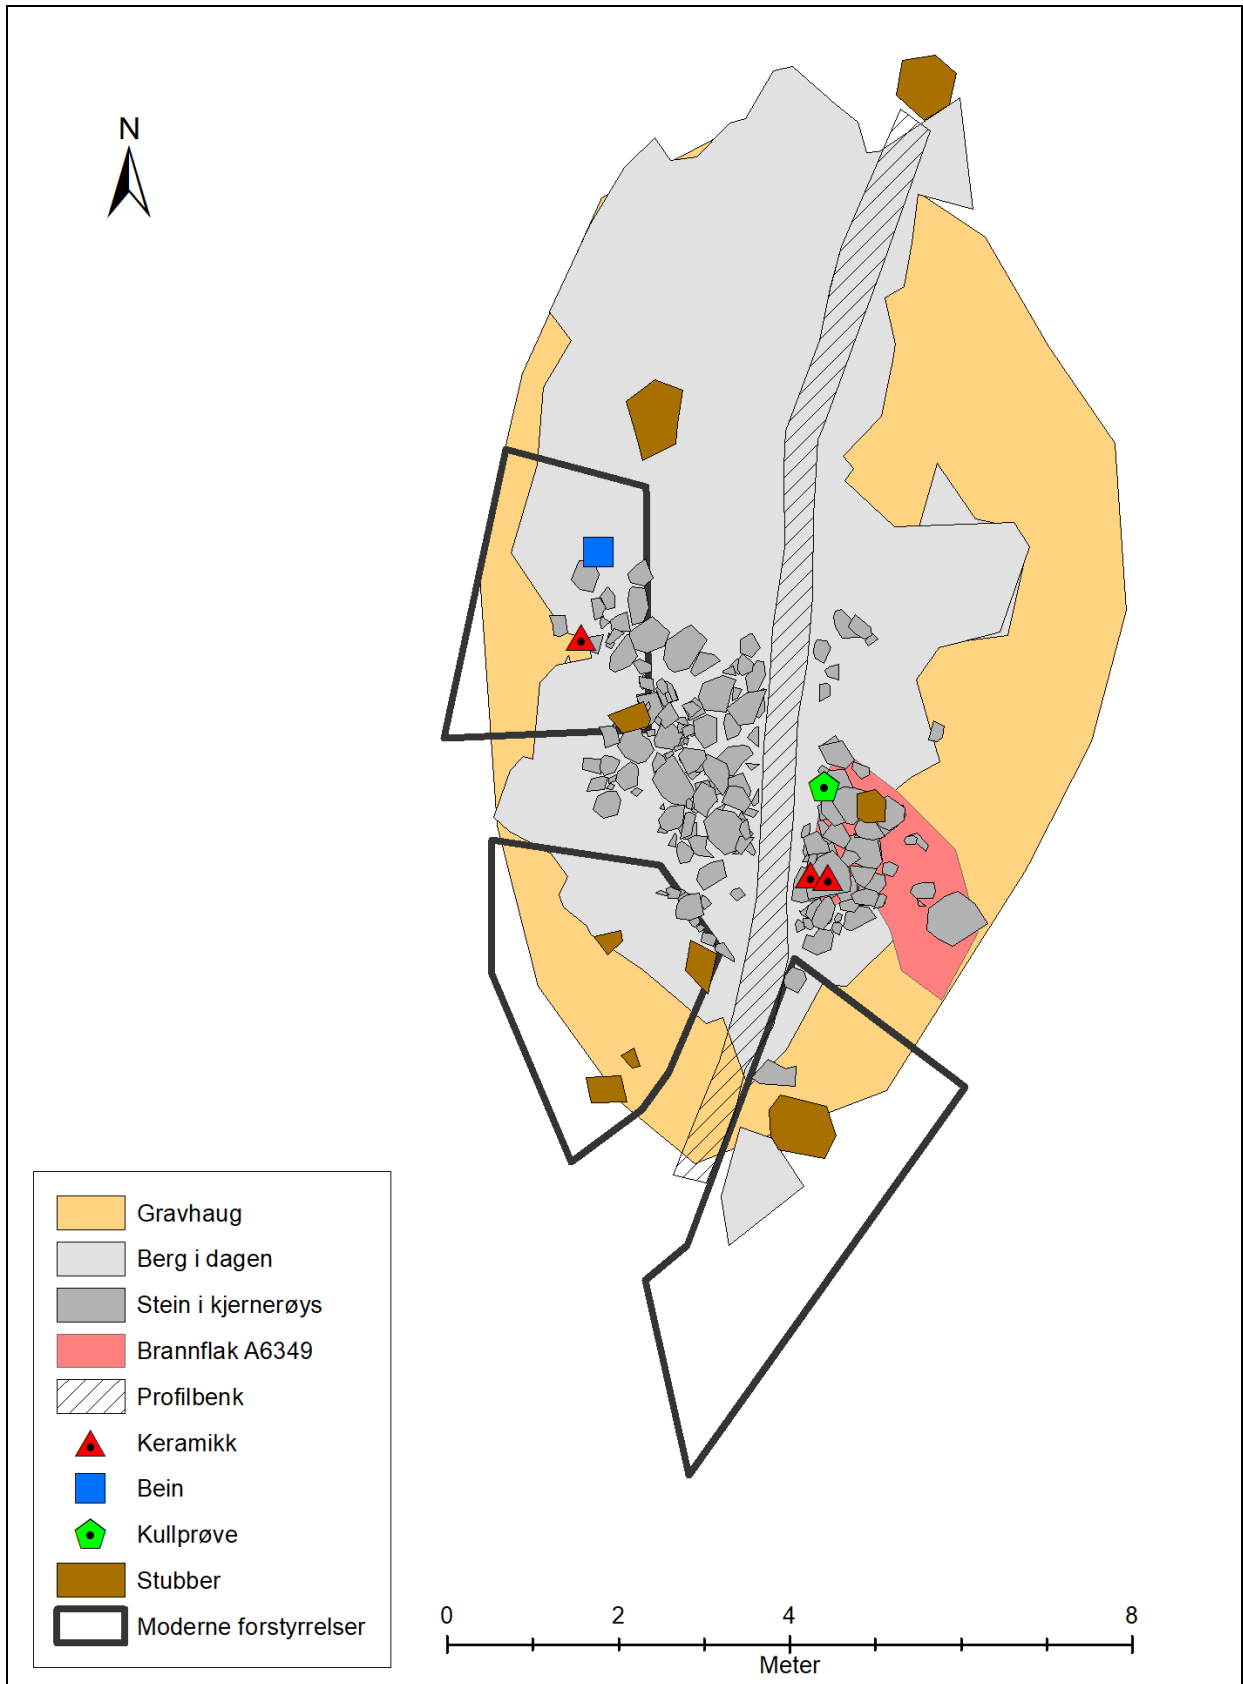 N
Gravhaug
Berg i dagen
Stein i kjernerøys
Brannflak A6349
Profilbenk
Keramikk
Bein
Kullprøve
Stubber
Moderne forstyrrelser
0 2 4 8
Meter